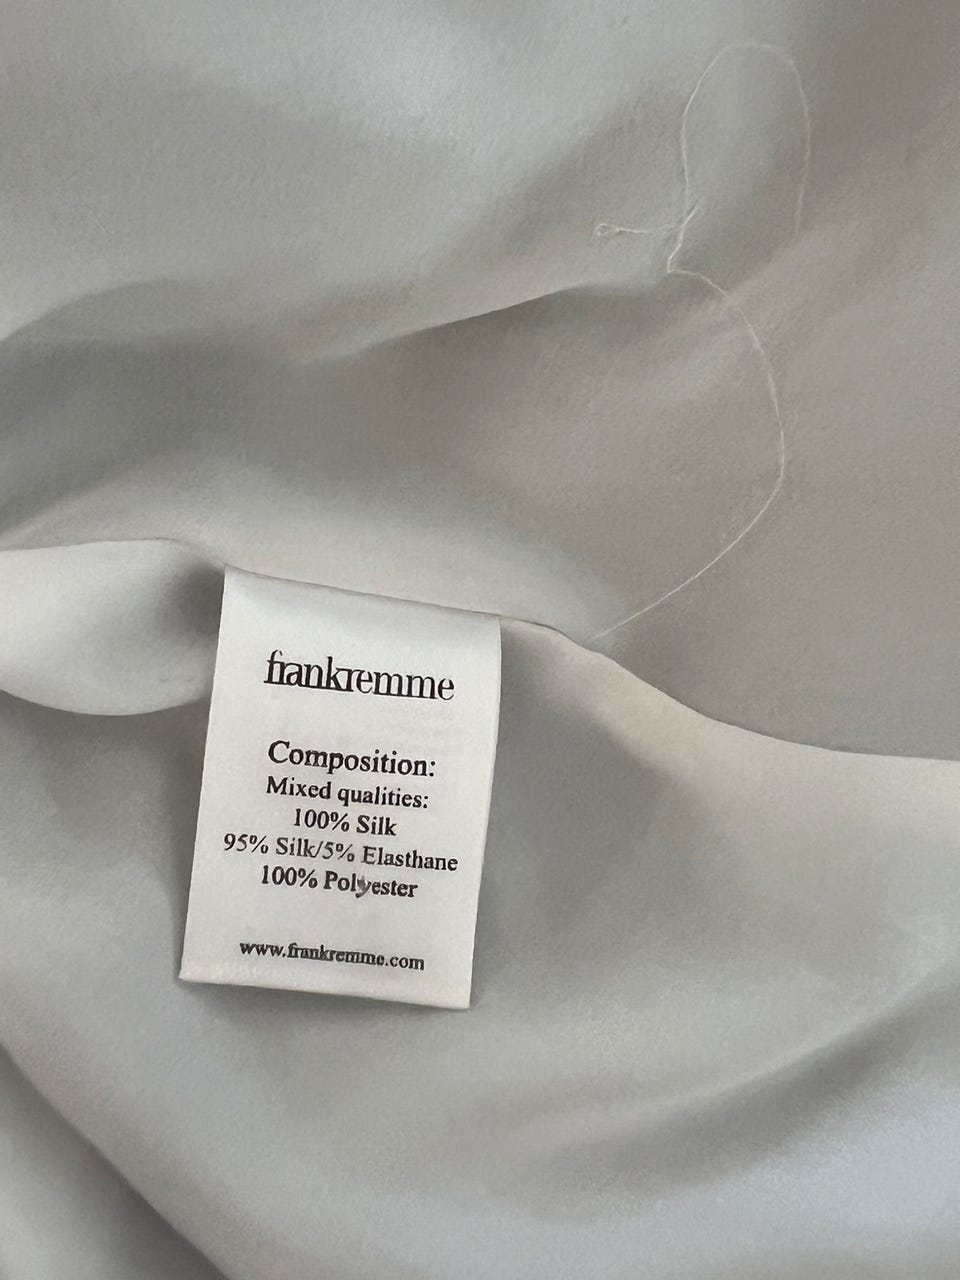 frankremme
Composition:
Mixed qualities:
100% Silk
95% Silk/5% Elasthane
100% Polyester
www.frankremme.com